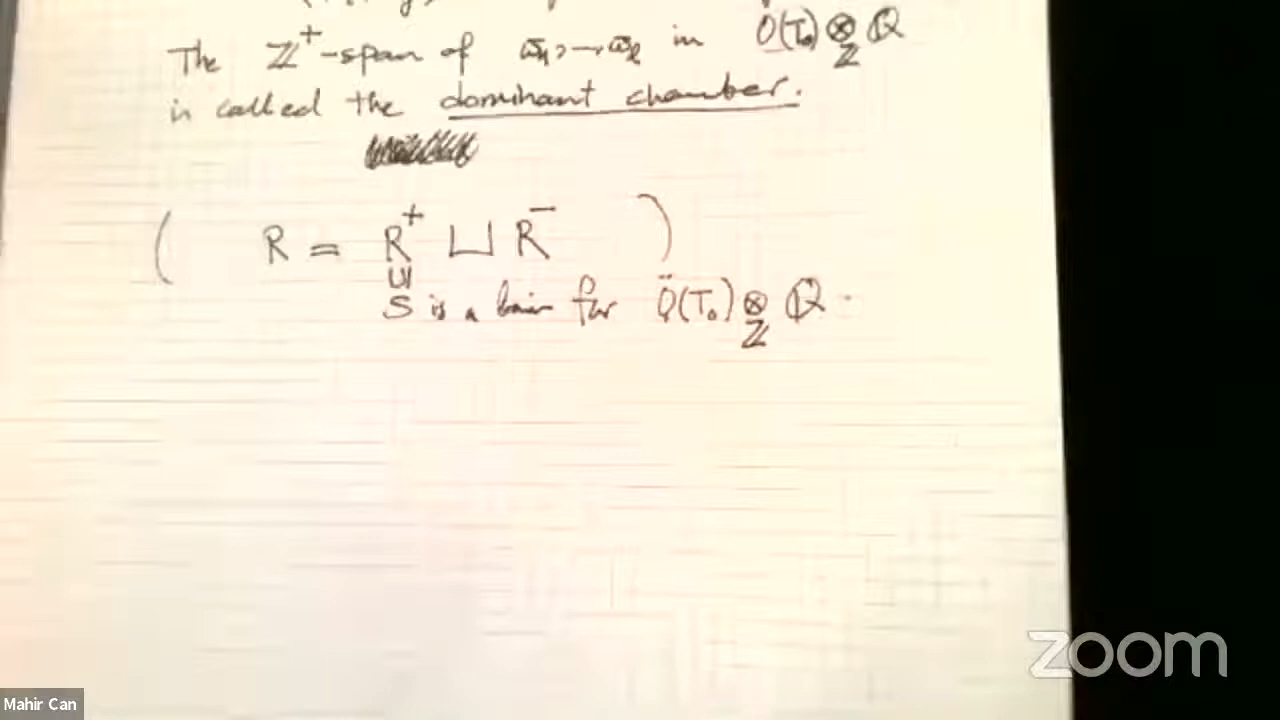 The ℤ⁺-span of ϖ₁, ..., ϖₗ in Ö(T₀) ⊗ ℚ
ℤ
is called the dominant chamber.
( R = R⁺ ⊔ R⁻ )
∪|
S is a basis for Ö(T₀) ⊗ ℚ.
ℤ
zoom
Mahir Can